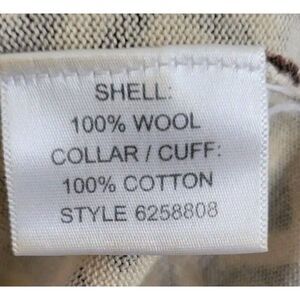 SHELL:
100% WOOL
COLLAR / CUFF:
100% COTTON
STYLE 6258808